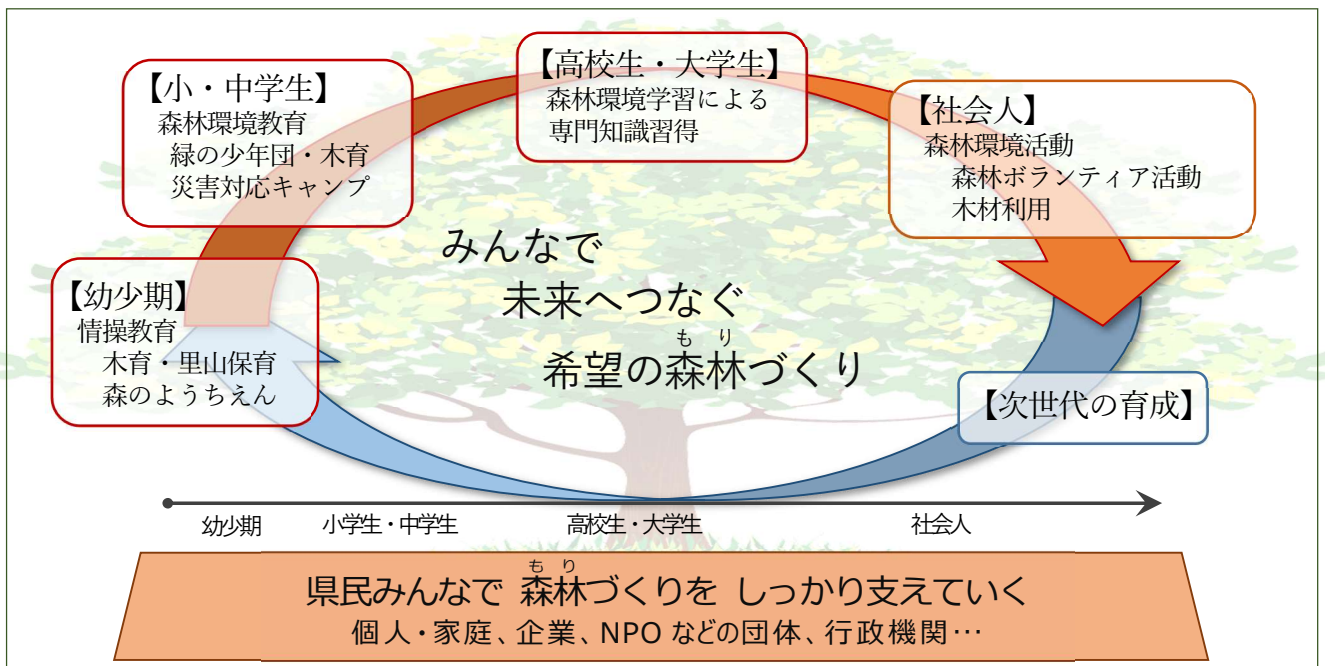 【高校生・大学生】
森林環境学習による
専門知識習得
【小・中学生】
森林環境教育
緑の少年団・木育
災害対応キャンプ
【社会人】
森林環境活動
森林ボランティア活動
木材利用
みんなで
未来へつなぐ
もり
希望の森林づくり
【幼少期】
情操教育
木育・里山保育
森のようちえん
【次世代の育成】
幼少期 小学生・中学生 高校生・大学生 社会人
もり
県民みんなで 森林づくりを しっかり支えていく
個人・家庭、企業、NPO などの団体、行政機関…